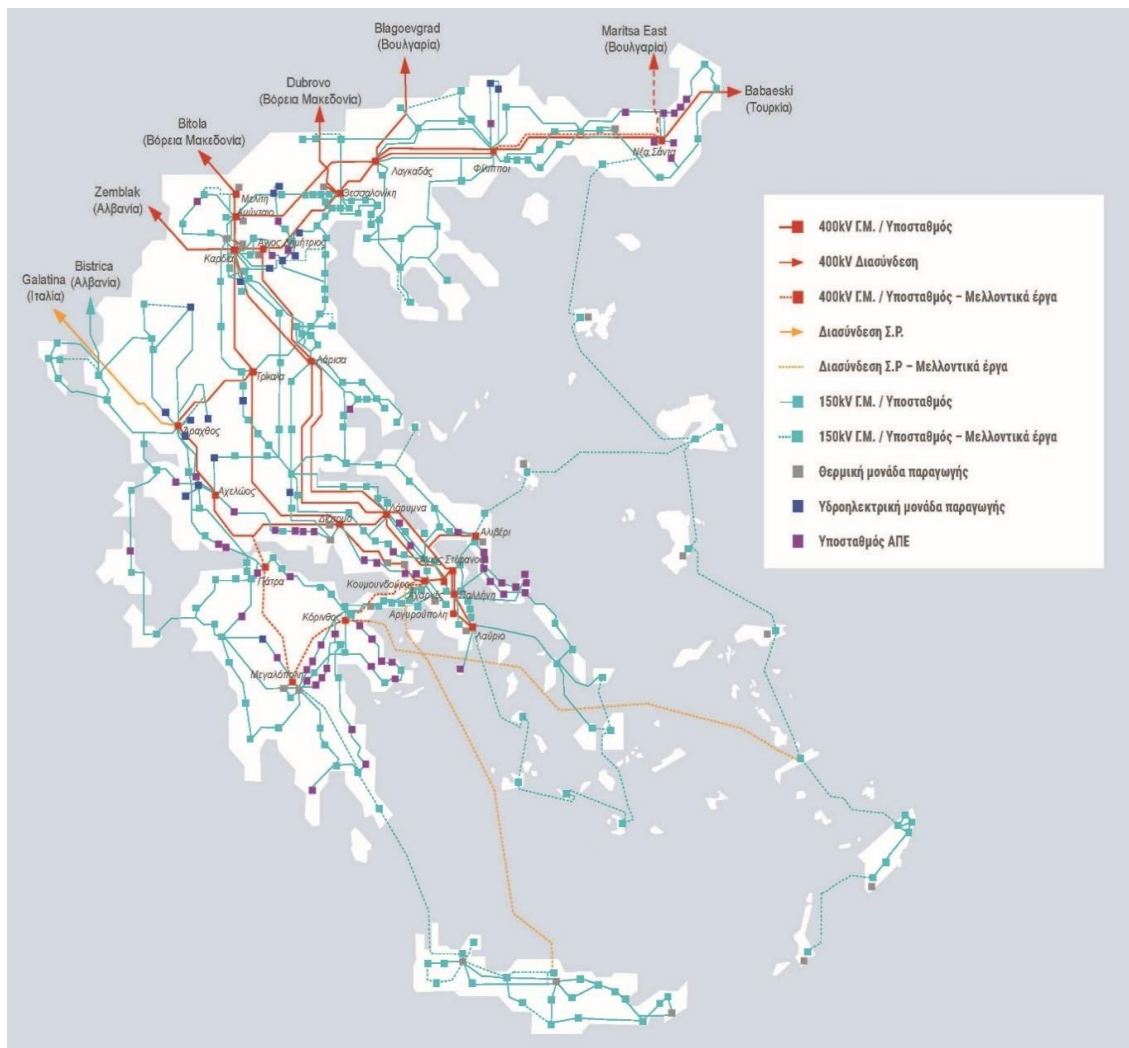 Blagoevgrad
(Βουλγαρία)
Maritsa East
(Βουλγαρία)
Dubrovo
(Βόρεια Μακεδονία)
Babaeski
(Τουρκία)
Bitola
(Βόρεια Μακεδονία)
Zemblak
(Αλβανία)
Bistrica
(Αλβανία)
Galatina
(Ιταλία)
Νέα Σάντα
Φίλιπποι
Λαγκαδάς
Θεσσαλονίκη
Μελίτη
Αμύνταιο
Άγιος Δημήτριος
Καρδιά
Λάρισα
Τρίκαλα
Άραχθος
Αχελώος
Δίστομο
Λάρυμνα
Αλιβέρι
Άγιος Στέφανος
Κουμουνδούρος
Αχαρνές
Παλλήνη
Αργυρούπολη
Λαύριο
Πάτρα
Κόρινθος
Μεγαλόπολη
400kV Γ.Μ. / Υποσταθμός
400kV Διασύνδεση
400kV Γ.Μ. / Υποσταθμός – Μελλοντικά έργα
Διασύνδεση Σ.Ρ.
Διασύνδεση Σ.Ρ – Μελλοντικά έργα
150kV Γ.Μ. / Υποσταθμός
150kV Γ.Μ. / Υποσταθμός – Μελλοντικά έργα
Θερμική μονάδα παραγωγής
Υδροηλεκτρική μονάδα παραγωγής
Υποσταθμός ΑΠΕ